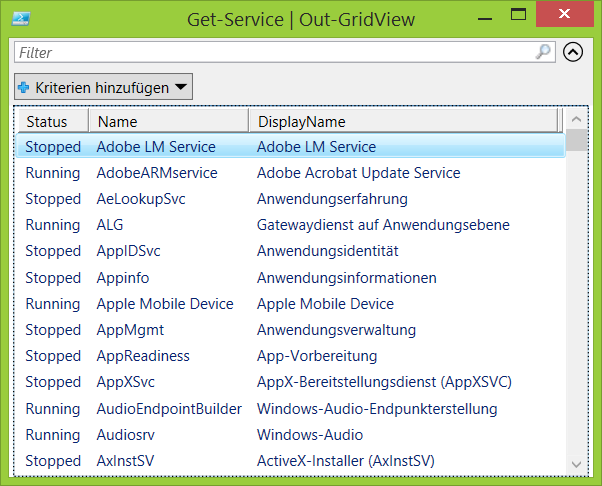 Get-Service | Out-GridView
Filter
Kriterien hinzufügen
Status Name DisplayName
Stopped Adobe LM Service Adobe LM Service
Running AdobeARMservice Adobe Acrobat Update Service
Stopped AeLookupSvc Anwendungserfahrung
Running ALG Gatewaydienst auf Anwendungsebene
Stopped AppIDSvc Anwendungsidentität
Stopped Appinfo Anwendungsinformationen
Running Apple Mobile Device Apple Mobile Device
Stopped AppMgmt Anwendungsverwaltung
Stopped AppReadiness App-Vorbereitung
Stopped AppXSvc AppX-Bereitstellungsdienst (AppXSVC)
Running AudioEndpointBuilder Windows-Audio-Endpunkterstellung
Running Audiosrv Windows-Audio
Stopped AxInstSV ActiveX-Installer (AxInstSV)